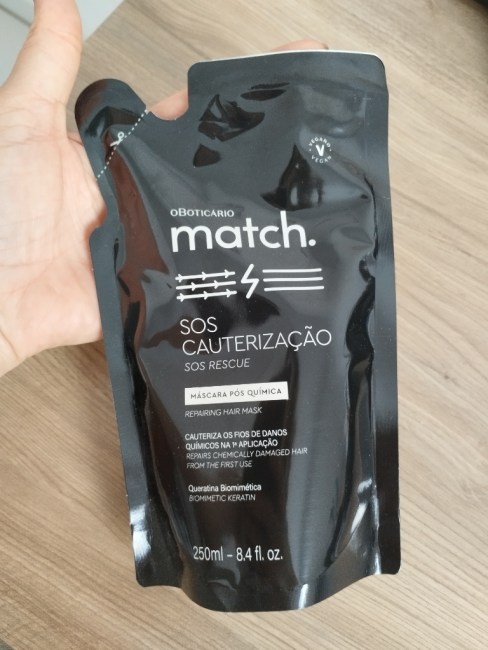 VEGANO
V
VEGAN
oBOTICÁRIO
match.
SOS
CAUTERIZAÇÃO
SOS RESCUE
MÁSCARA PÓS QUÍMICA
REPAIRING HAIR MASK
CAUTERIZA OS FIOS DE DANOS
QUÍMICOS NA 1ª APLICAÇÃO
REPAIRS CHEMICALLY DAMAGED HAIR
FROM THE FIRST USE
Queratina Biomimética
BIOMIMETIC KERATIN
250ml – 8.4 fl. oz.